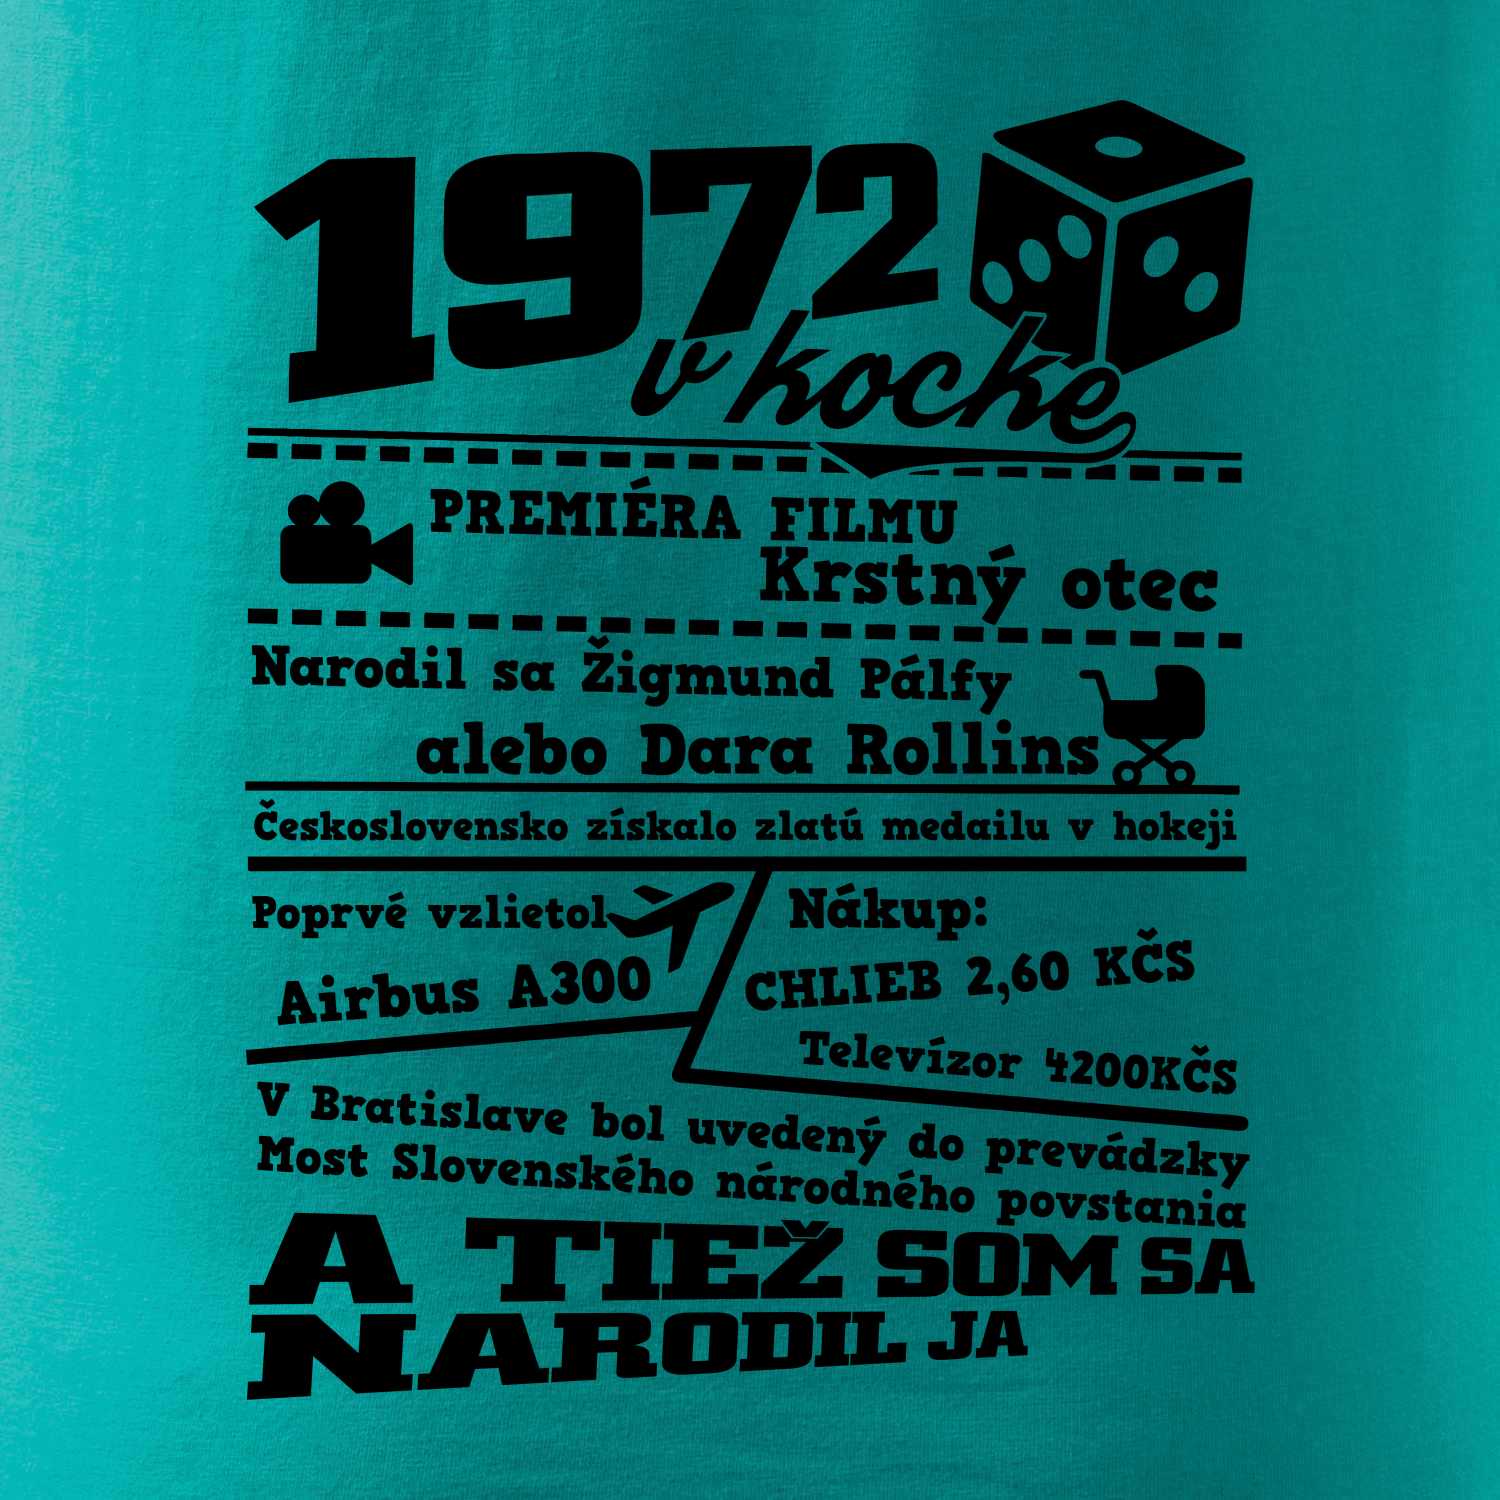 1972
v kocke
PREMIÉRA FILMU
Krstný otec
Narodil sa Žigmund Pálfy
alebo Dara Rollins
Československo získalo zlatú medailu v hokeji
Poprvé vzlietol
Airbus A300
Nákup:
CHLIEB 2,60 KČS
Televízor 4200KČS
V Bratislave bol uvedený do prevádzky
Most Slovenského národného povstania
A TIEŽ SOM SA
NARODIL JA